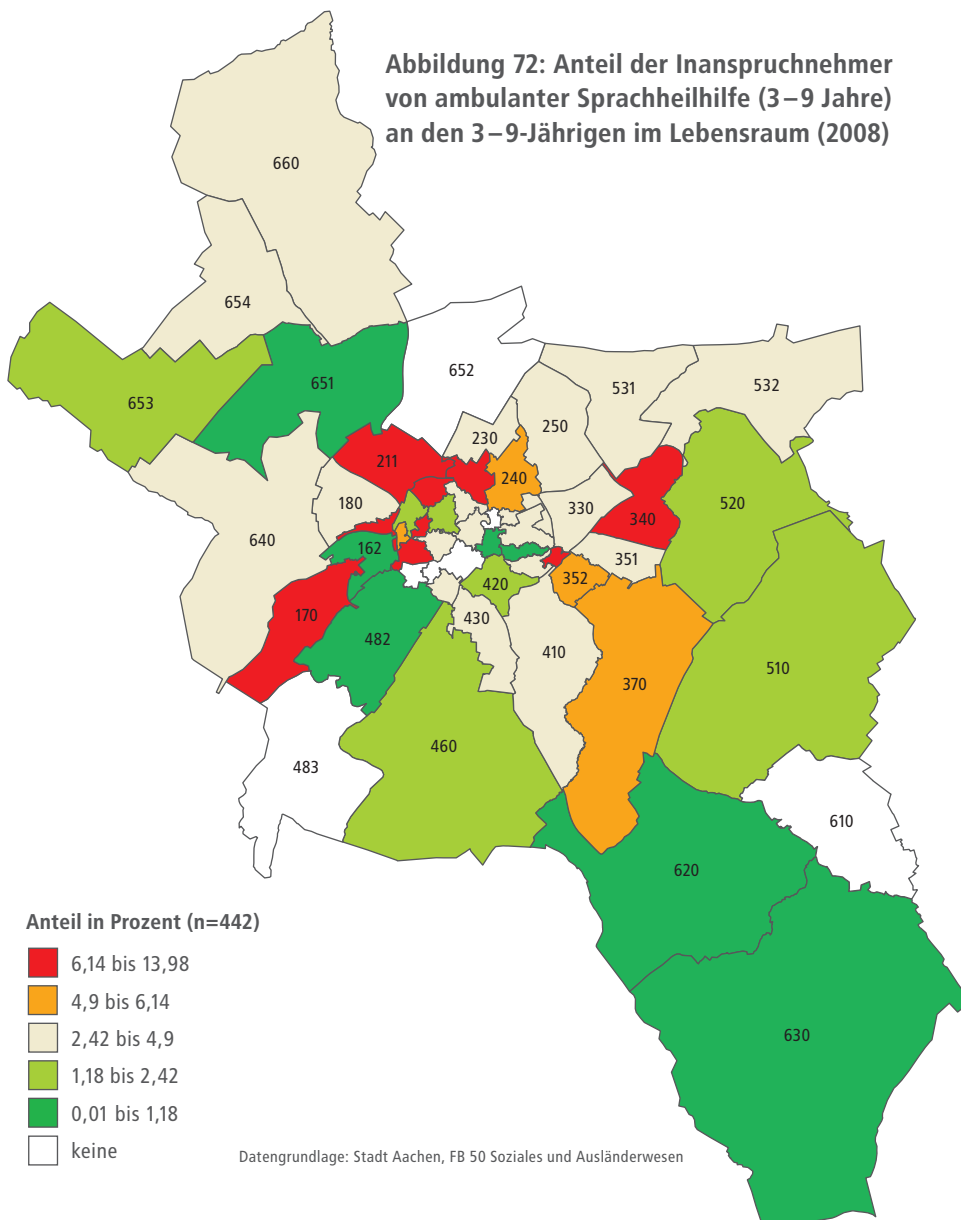 Abbildung 72: Anteil der Inanspruchnehmer
von ambulanter Sprachheilhilfe (3–9 Jahre)
an den 3–9-Jährigen im Lebensraum (2008)
660
654
652
651
653
531
532
250
230
211
240
180
520
330
340
640
162
351
352
420
170
430
482
410
510
370
460
483
610
620
630
Anteil in Prozent (n=442)
6,14 bis 13,98
4,9 bis 6,14
2,42 bis 4,9
1,18 bis 2,42
0,01 bis 1,18
keine
Datengrundlage: Stadt Aachen, FB 50 Soziales und Ausländerwesen